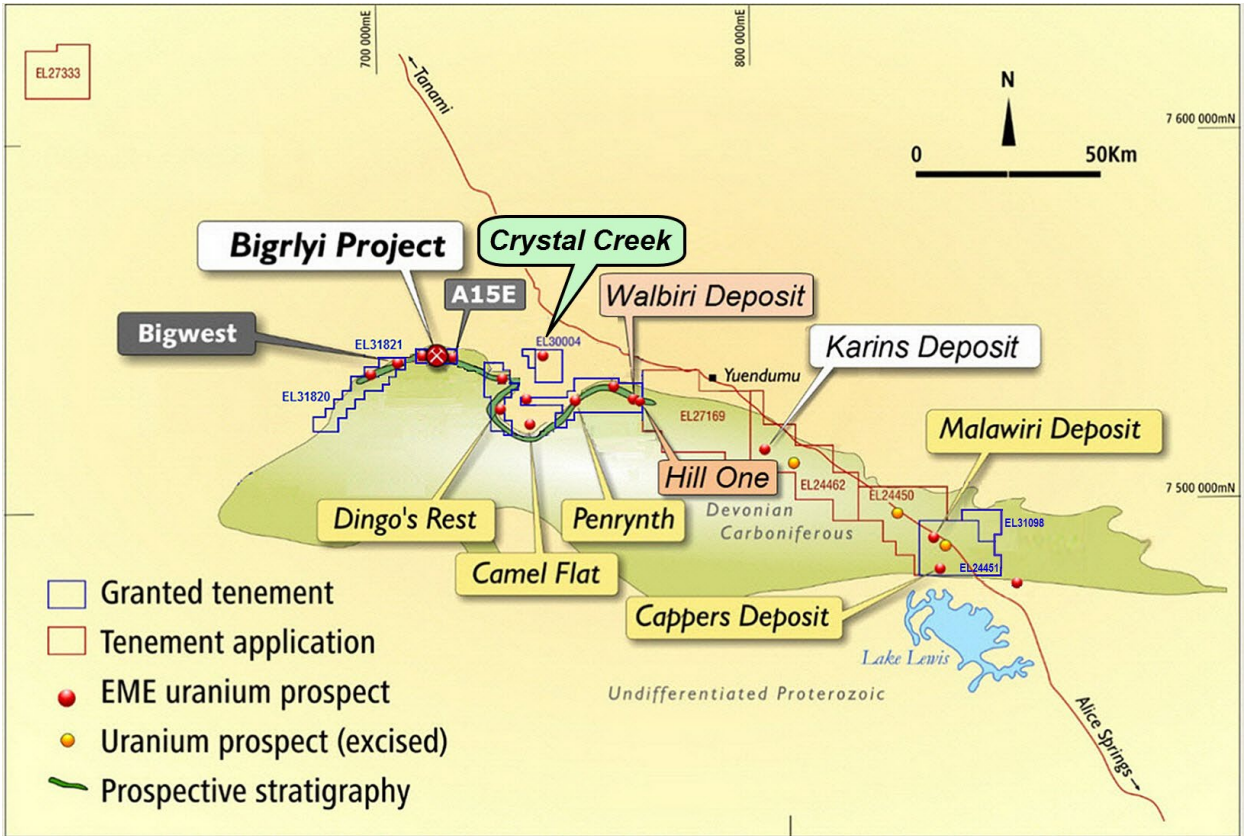 700 000mE
800 000mE
EL27333
←Tanami
N
7 600 000mN
0 50Km
Bigrlyi Project
Crystal Creek
A15E
Walbiri Deposit
Bigwest
EL31821
EL30004
Karins Deposit
Yuendumu
EL31820
EL27169
Malawiri Deposit
Hill One
EL24462
EL24450
7 500 000mN
Dingo's Rest
Penrynth
Devonian
Carboniferous
EL31098
Camel Flat
EL24451
Granted tenement
Cappers Deposit
Tenement application
Lake Lewis
EME uranium prospect
Undifferentiated Proterozoic
Alice Springs→
Uranium prospect (excised)
Prospective stratigraphy